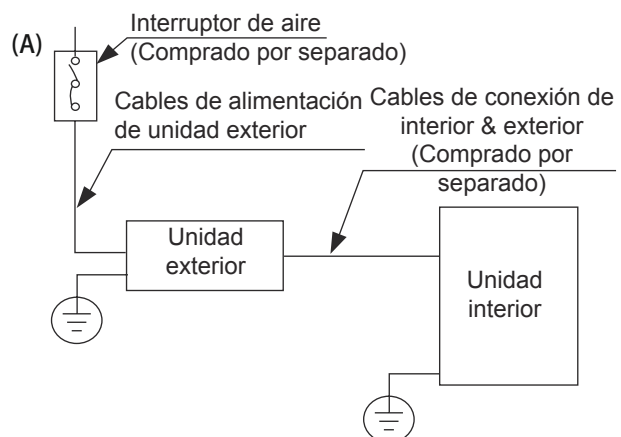 (A)
Interruptor de aire
(Comprado por separado)
Cables de alimentación
de unidad exterior
Cables de conexión de
interior & exterior
(Comprado por
separado)
Unidad
exterior
Unidad
interior